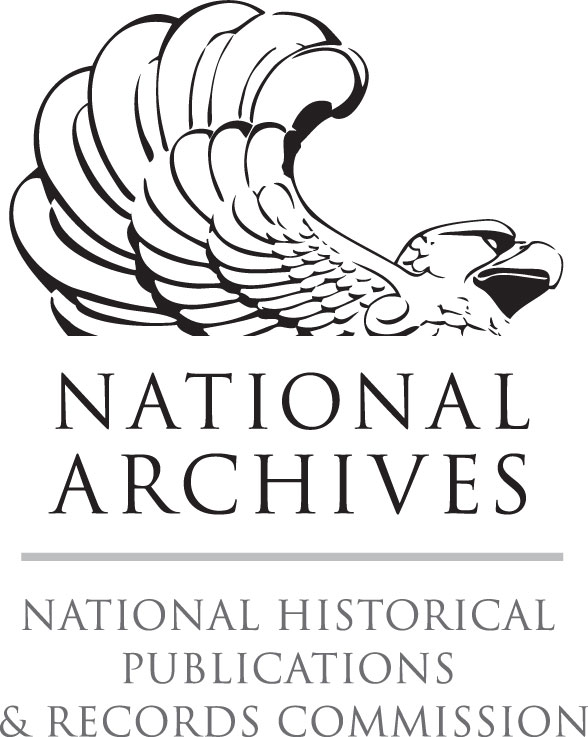 NATIONAL
ARCHIVES
NATIONAL HISTORICAL
PUBLICATIONS
& RECORDS COMMISSION